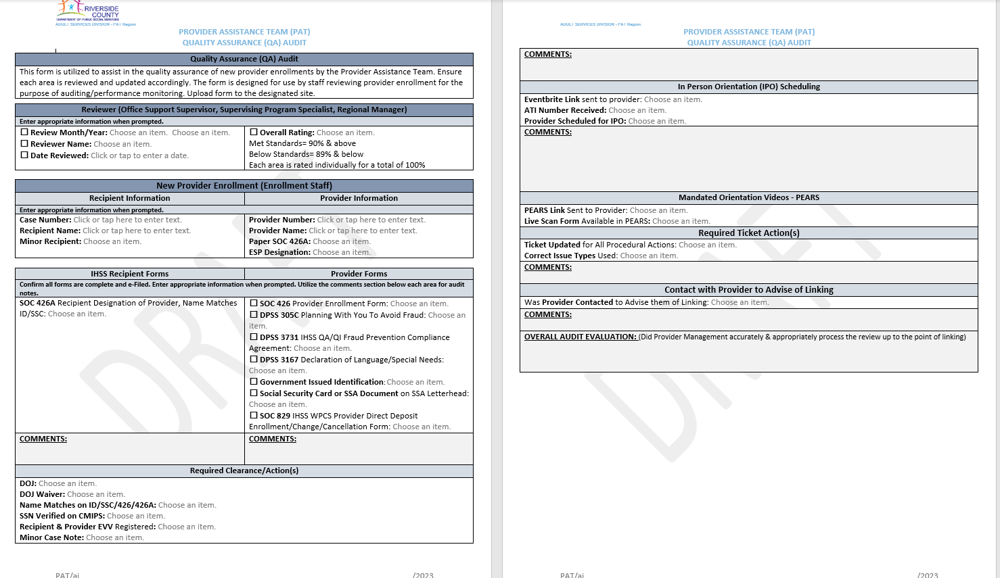 RIVERSIDE
COUNTY
DEPARTMENT OF PUBLIC SOCIAL SERVICES
ADULT SERVICES DIVISION - PAT Region
PROVIDER ASSISTANCE TEAM (PAT)
QUALITY ASSURANCE (QA) AUDIT
Quality Assurance (QA) Audit
This form is utilized to assist in the quality assurance of new provider enrollments by the Provider Assistance Team. Ensure
each area is reviewed and updated accordingly. The form is designed for use by staff reviewing provider enrollment for the
purpose of auditing/performance monitoring. Upload form to the designated site.
Reviewer (Office Support Supervisor, Supervising Program Specialist, Regional Manager)
Enter appropriate information when prompted.
☐ Review Month/Year: Choose an item. Choose an item.
☐ Reviewer Name: Choose an item.
☐ Date Reviewed: Click or tap to enter a date.
☐ Overall Rating: Choose an item.
Met Standards= 90% & above
Below Standards= 89% & below
Each area is rated individually for a total of 100%
New Provider Enrollment (Enrollment Staff)
Recipient Information
Provider Information
Enter appropriate information when prompted.
Case Number: Click or tap here to enter text.
Recipient Name: Click or tap here to enter text.
Minor Recipient: Choose an item.
Provider Number: Click or tap here to enter text.
Provider Name: Click or tap here to enter text.
Paper SOC 426A: Choose an item.
ESP Designation: Choose an item.
IHSS Recipient Forms
Provider Forms
Confirm all forms are complete and e-Filed. Enter appropriate information when prompted. Utilize the comments section below each area for audit
notes.
SOC 426A Recipient Designation of Provider, Name Matches
ID/SSC: Choose an item.
☐ SOC 426 Provider Enrollment Form: Choose an item.
☐ DPSS 305C Planning With You To Avoid Fraud: Choose an
item.
☐ DPSS 3731 IHSS QA/QI Fraud Prevention Compliance
Agreement: Choose an item.
☐ DPSS 3167 Declaration of Language/Special Needs:
Choose an item.
☐ Government Issued Identification: Choose an item.
☐ Social Security Card or SSA Document on SSA Letterhead:
Choose an item.
☐ SOC 829 IHSS WPCS Provider Direct Deposit
Enrollment/Change/Cancellation Form: Choose an item.
COMMENTS:
COMMENTS:
Required Clearance/Action(s)
DOJ: Choose an item.
DOJ Waiver: Choose an item.
Name Matches on ID/SSC/426/426A: Choose an item.
SSN Verified on CMIPS: Choose an item.
Recipient & Provider EVV Registered: Choose an item.
Minor Case Note: Choose an item.
DRAFT
PAT/ai
/2023
ADULT SERVICES DIVISION - PAT Region
PROVIDER ASSISTANCE TEAM (PAT)
QUALITY ASSURANCE (QA) AUDIT
COMMENTS:
In Person Orientation (IPO) Scheduling
Eventbrite Link sent to provider: Choose an item.
ATI Number Received: Choose an item.
Provider Scheduled for IPO: Choose an item.
COMMENTS:
Mandated Orientation Videos - PEARS
PEARS Link Sent to Provider: Choose an item.
Live Scan Form Available in PEARS: Choose an item.
Required Ticket Action(s)
Ticket Updated for All Procedural Actions: Choose an item.
Correct Issue Types Used: Choose an item.
COMMENTS:
Contact with Provider to Advise of Linking
Was Provider Contacted to Advise them of Linking: Choose an item.
COMMENTS:
OVERALL AUDIT EVALUATION: (Did Provider Management accurately & appropriately process the review up to the point of linking)
DRAFT
PAT/ai
/2023